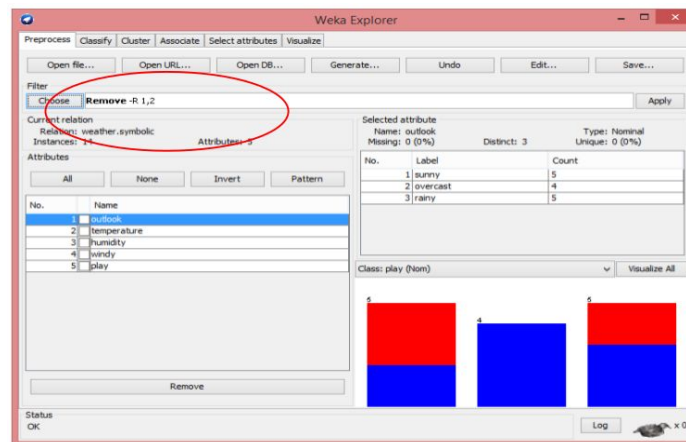 Weka Explorer
Preprocess Classify Cluster Associate Select attributes Visualize
Open file... Open URL... Open DB... Generate... Undo Edit... Save...
Filter
Choose Remove -R 1,2 Apply
Current relation
Relation: weather.symbolic
Instances: 14 Attributes: 5
Attributes
All None Invert Pattern
No. Name
1 outlook
2 temperature
3 humidity
4 windy
5 play
Remove
Selected attribute
Name: outlook Type: Nominal
Missing: 0 (0%) Distinct: 3 Unique: 0 (0%)
No. Label Count
1 sunny 5
2 overcast 4
3 rainy 5
Class: play (Nom) Visualize All
5 4 5
Status
OK
Log x 0